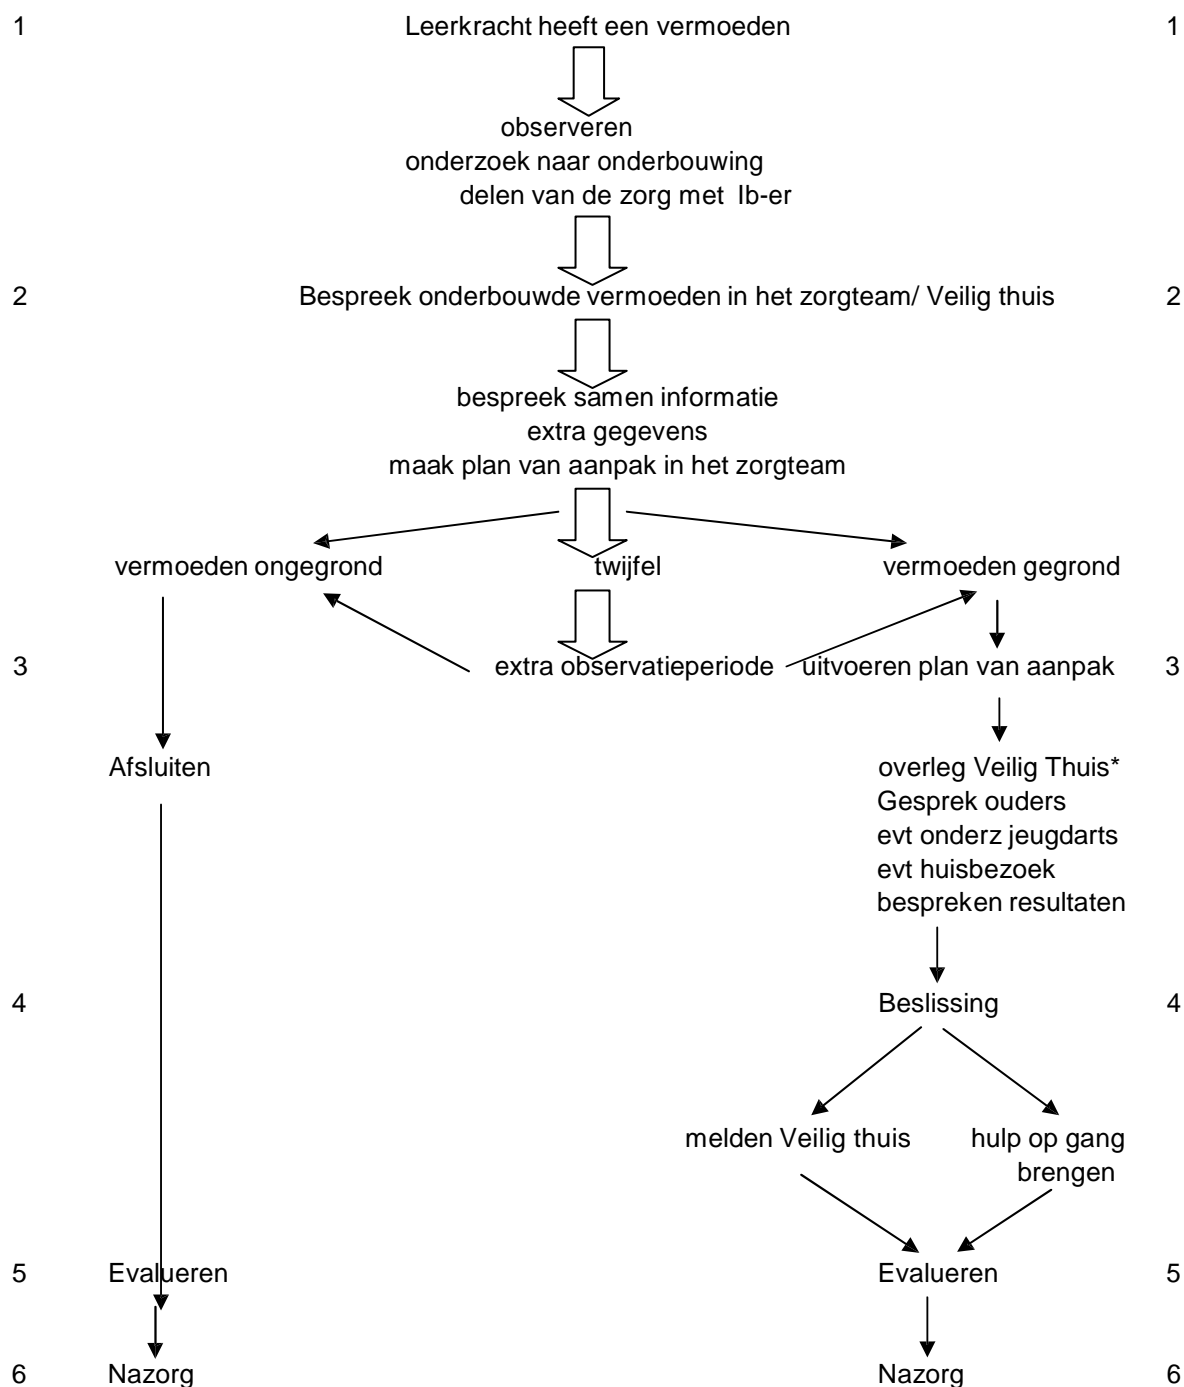 1 Leerkracht heeft een vermoeden 1
observeren
onderzoek naar onderbouwing
delen van de zorg met Ib-er
2 Bespreek onderbouwde vermoeden in het zorgteam/ Veilig thuis 2
bespreek samen informatie
extra gegevens
maak plan van aanpak in het zorgteam
vermoeden ongegrond twijfel vermoeden gegrond
3 extra observatieperiode uitvoeren plan van aanpak 3
Afsluiten overleg Veilig Thuis*
Gesprek ouders
evt onderz jeugdarts
evt huisbezoek
bespreken resultaten
4 Beslissing 4
melden Veilig thuis hulp op gang
brengen
5 Evalueren Evalueren 5
6 Nazorg Nazorg 6